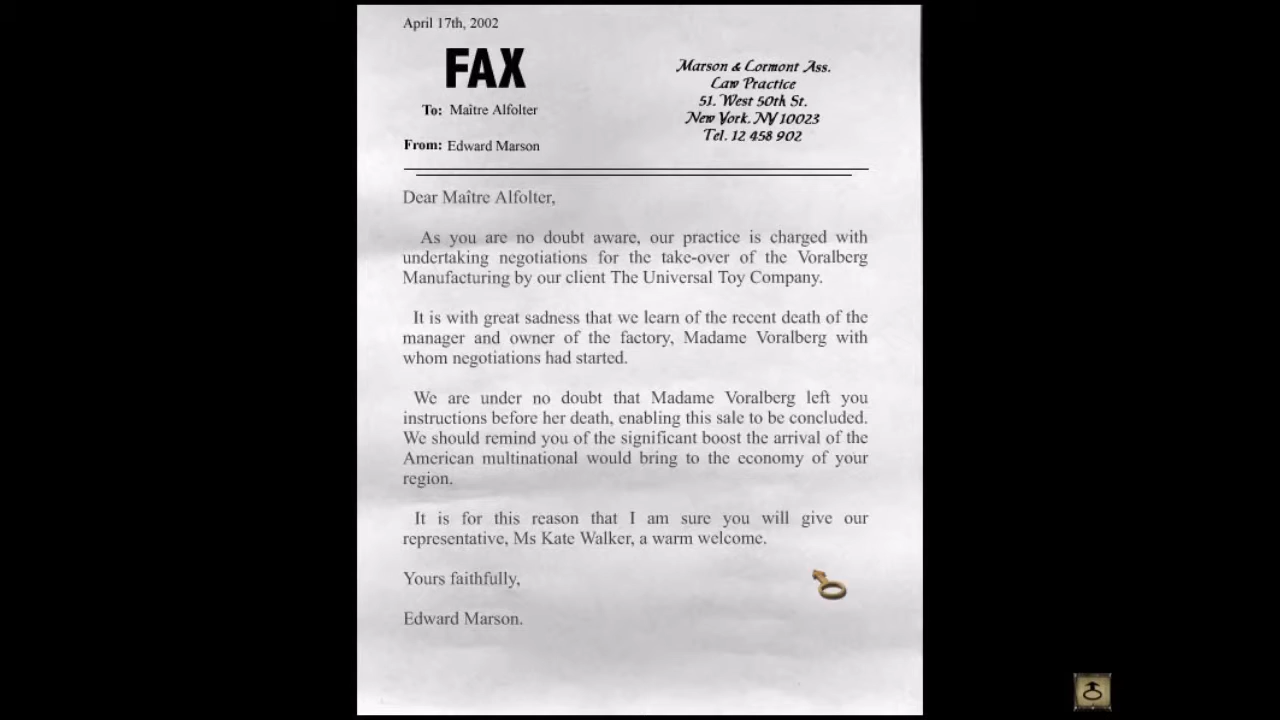 April 17th, 2002
FAX
To: Maître Alfolter
From: Edward Marson
Marson & Lormont Ass.
Law Practice
51. West 50th St.
New York. NY 10023
Tel. 12 458 902
Dear Maître Alfolter,
As you are no doubt aware, our practice is charged with
undertaking negotiations for the take-over of the Voralberg
Manufacturing by our client The Universal Toy Company.
It is with great sadness that we learn of the recent death of the
manager and owner of the factory, Madame Voralberg with
whom negotiations had started.
We are under no doubt that Madame Voralberg left you
instructions before her death, enabling this sale to be concluded.
We should remind you of the significant boost the arrival of the
American multinational would bring to the economy of your
region.
It is for this reason that I am sure you will give our
representative, Ms Kate Walker, a warm welcome.
Yours faithfully,
Edward Marson.